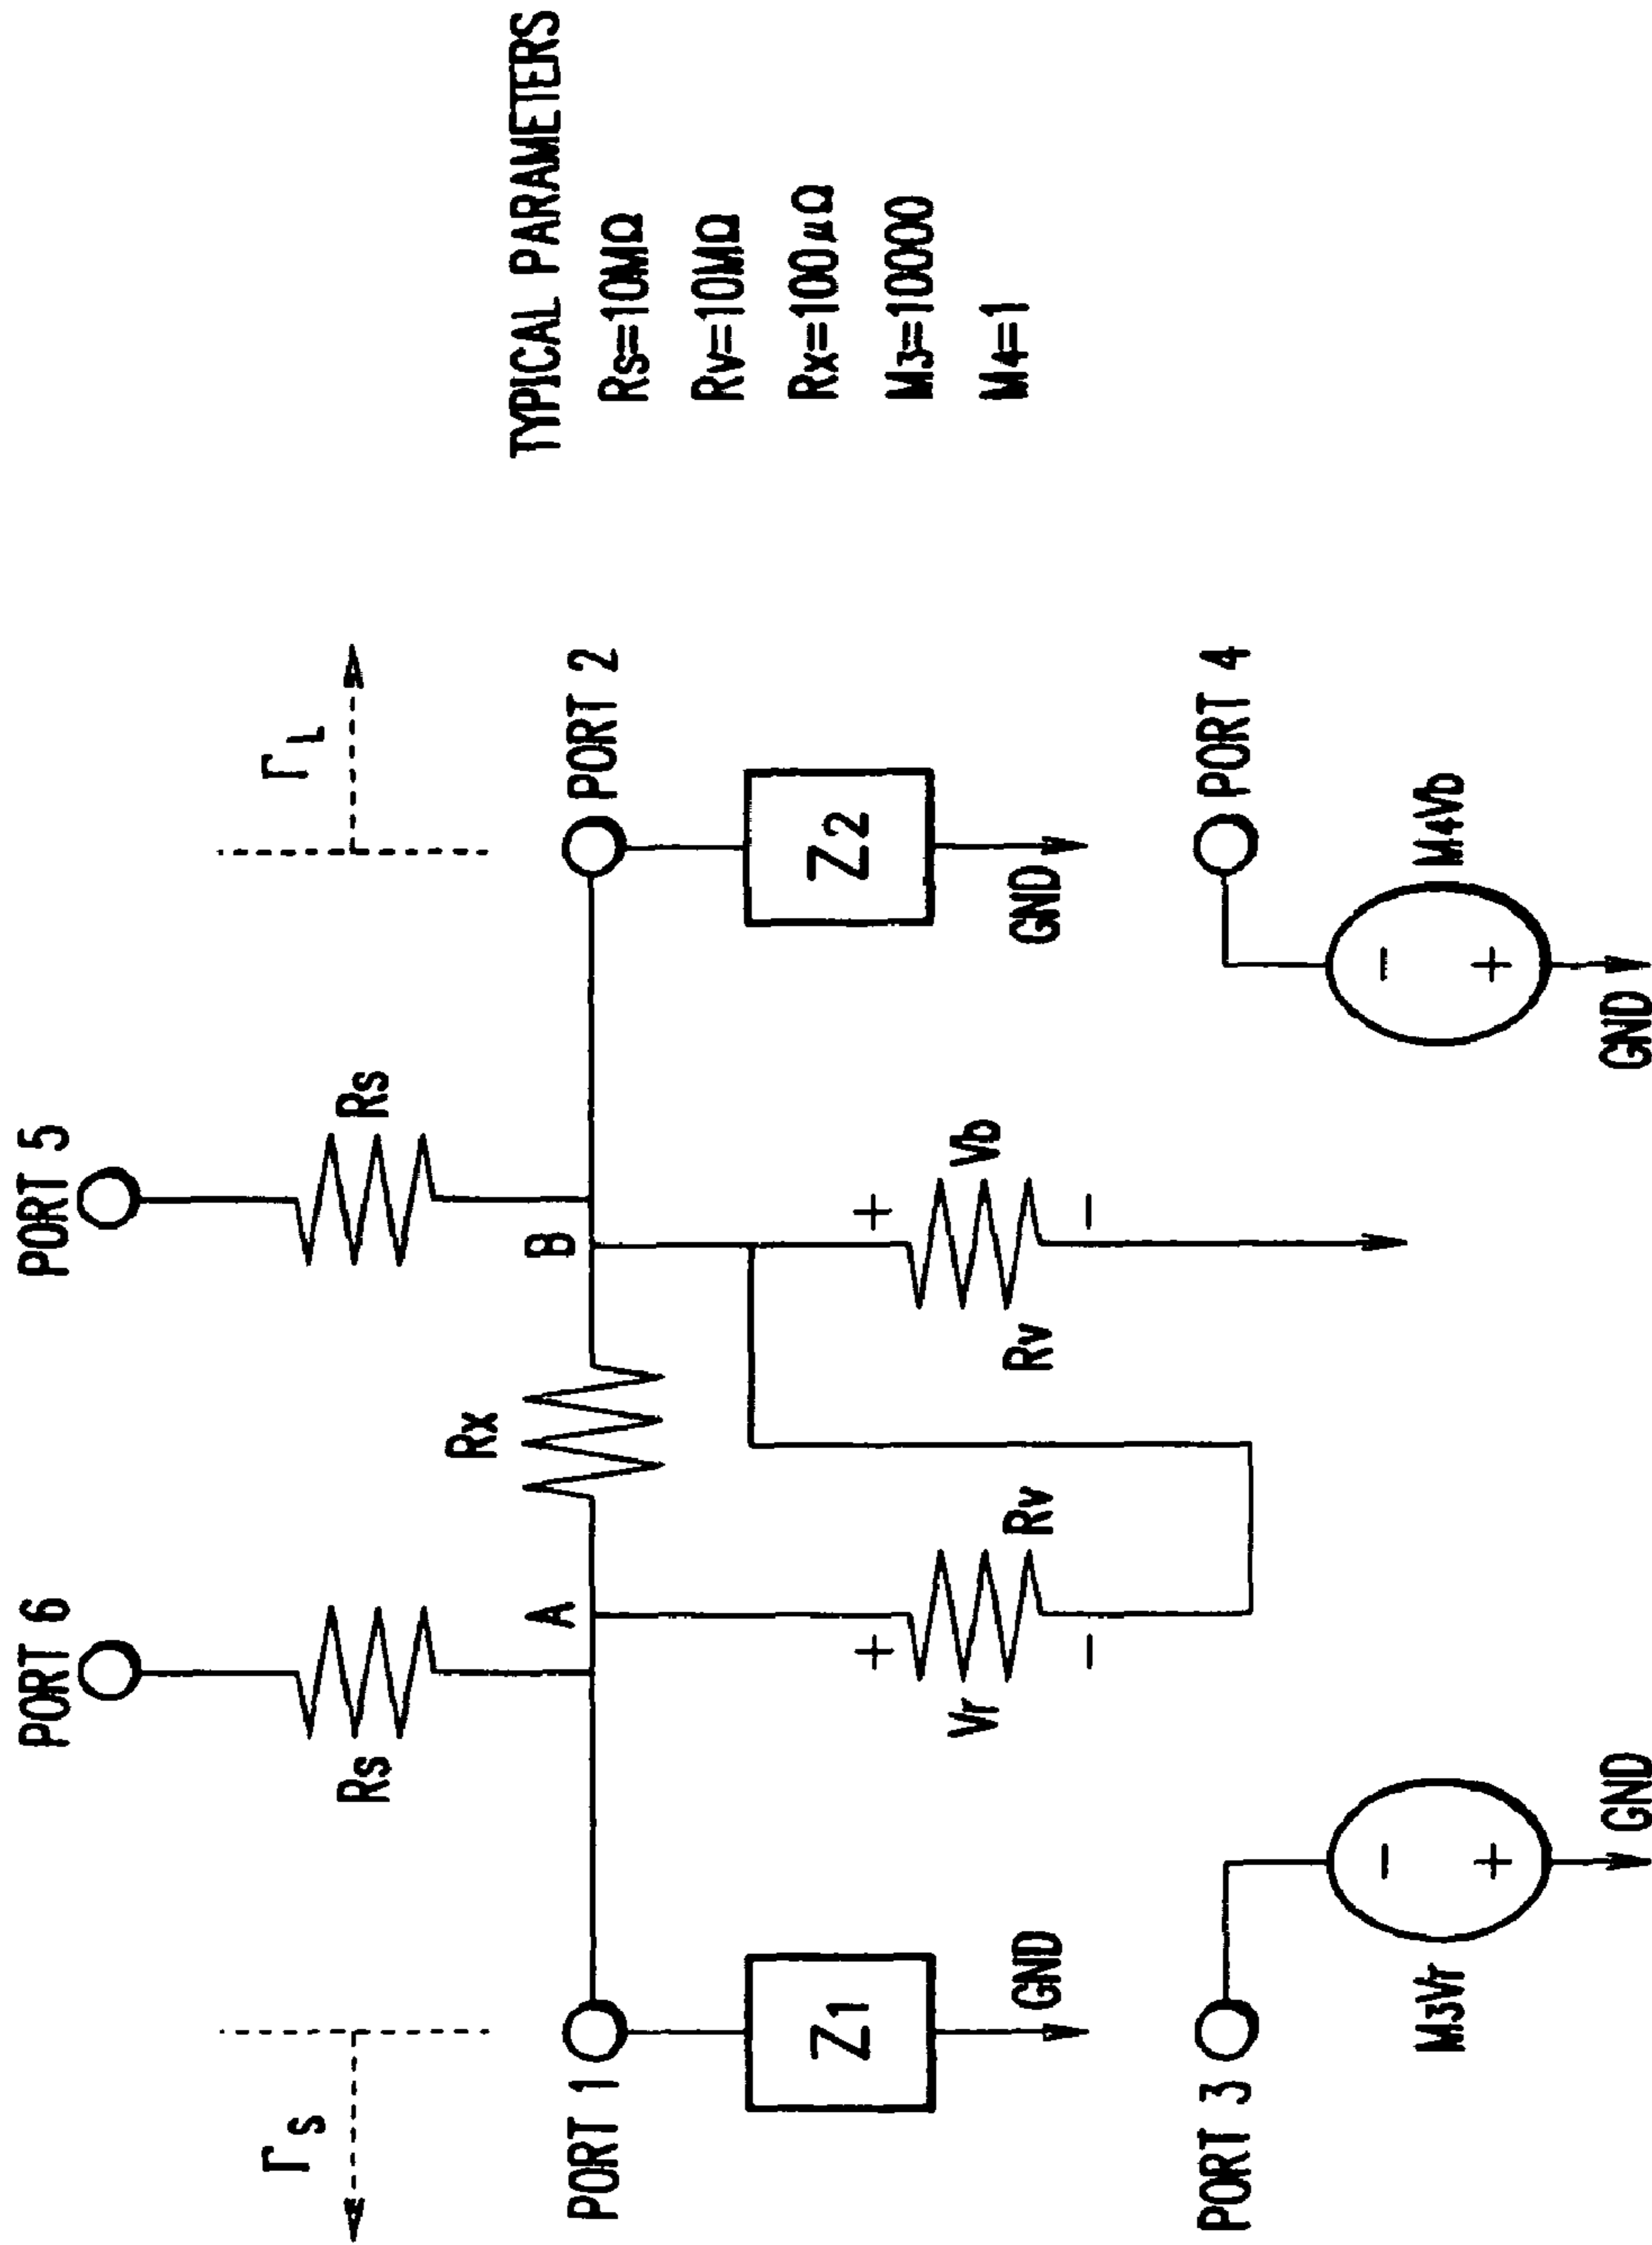 PORT 6
PORT 5
Rs
Rs
Γs
ΓL
Rx
A
B
PORT 1
PORT 2
Z1
Z2
GND
GND
+
Vr
Rv
−
+
Vb
Rv
−
PORT 3
PORT 4
M3Vr
−
+
GND
M4Vb
−
+
GND
TYPICAL PARAMETERS
Rs=10MΩ
Rv=10MΩ
Rx=100μΩ
M3=10000
M4=1